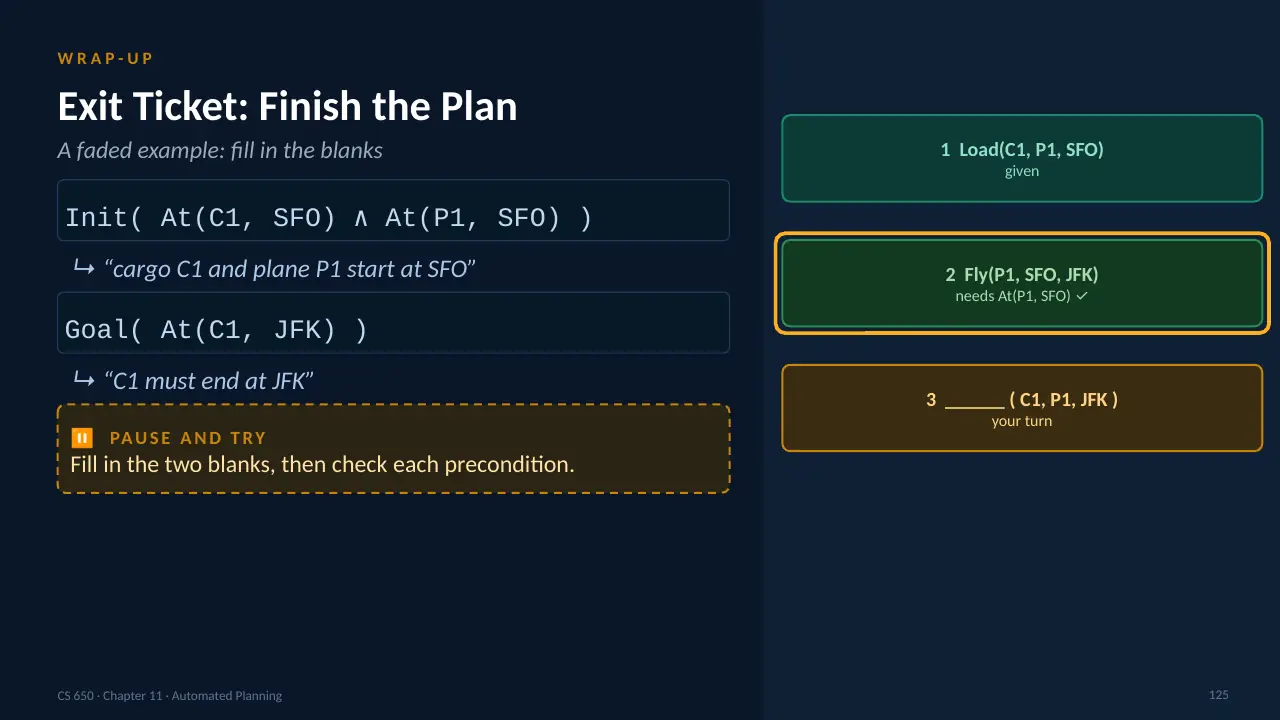 WRAP-UP
Exit Ticket: Finish the Plan
A faded example: fill in the blanks
Init( At(C1, SFO) ∧ At(P1, SFO) )
↪ “cargo C1 and plane P1 start at SFO”
Goal( At(C1, JFK) )
↪ “C1 must end at JFK”
⏸ PAUSE AND TRY
Fill in the two blanks, then check each precondition.
1 Load(C1, P1, SFO)
given
2 Fly(P1, SFO, JFK)
needs At(P1, SFO) ✓
3 ______ ( C1, P1, JFK )
your turn
CS 650 · Chapter 11 · Automated Planning
125